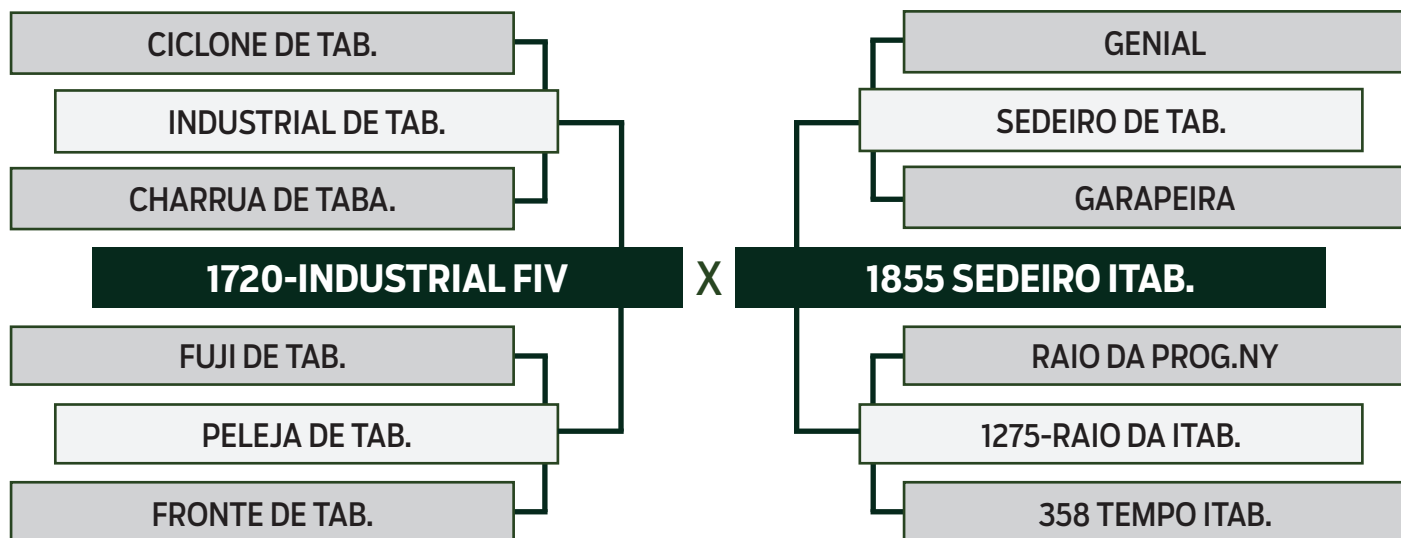 CICLONE DE TAB.
INDUSTRIAL DE TAB.
CHARRUA DE TABA.
1720-INDUSTRIAL FIV
FUJI DE TAB.
PELEJA DE TAB.
FRONTE DE TAB.
X
GENIAL
SEDEIRO DE TAB.
GARAPEIRA
1855 SEDEIRO ITAB.
RAIO DA PROG.NY
1275-RAIO DA ITAB.
358 TEMPO ITAB.